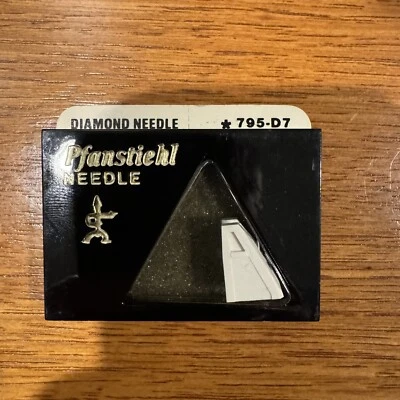 DIAMOND NEEDLE * 795-D7
Pfanstiehl
NEEDLE